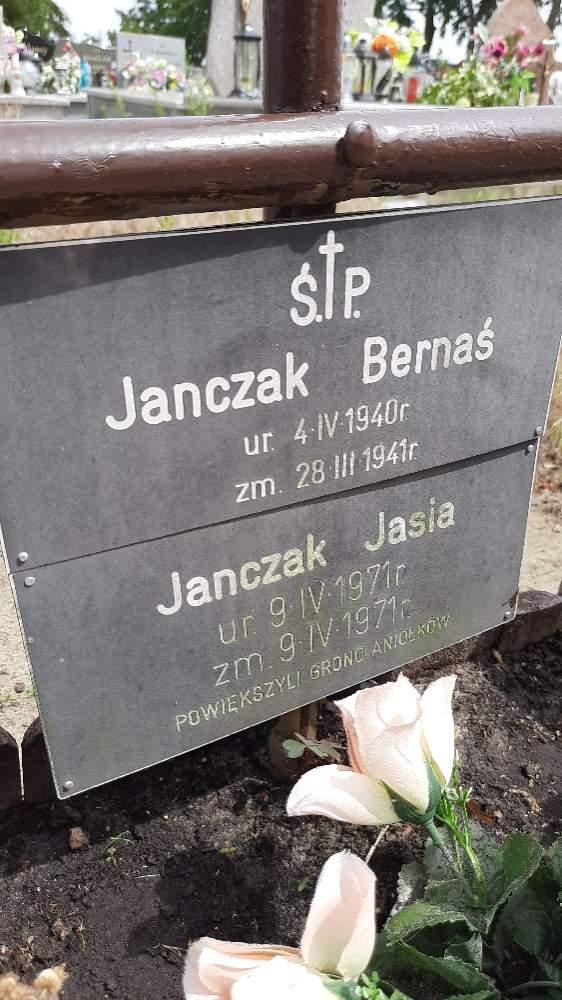 Ś.†P.
Janczak Bernaś
ur. 4·IV·1940r.
zm. 28·III·1941r.
Janczak Jasia
ur. 9·IV·1971r.
zm. 9·IV·1971r.
POWIĘKSZYLI GRONO ANIOŁKÓW